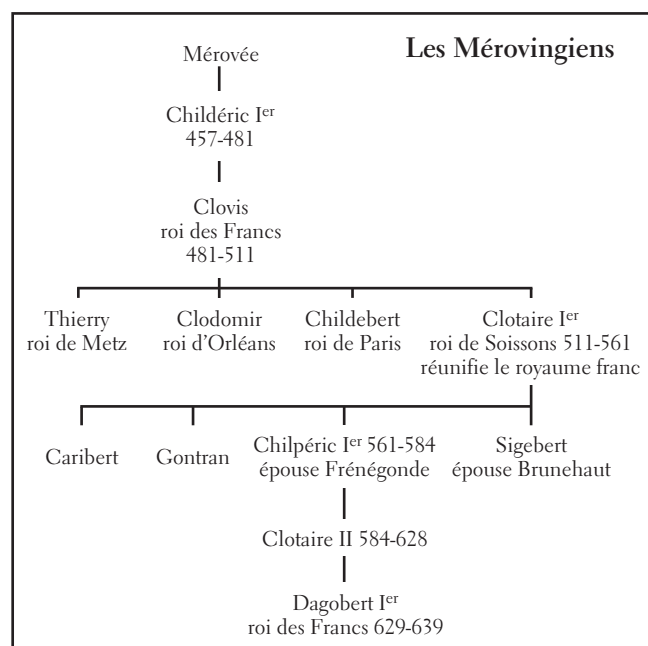 Les Mérovingiens
Mérovée
Childéric Ier
457-481
Clovis
roi des Francs
481-511
Thierry
roi de Metz
Clodomir
roi d’Orléans
Childebert
roi de Paris
Clotaire Ier
roi de Soissons 511-561
réunifie le royaume franc
Caribert
Gontran
Chilpéric Ier 561-584
épouse Frénégonde
Sigebert
épouse Brunehaut
Clotaire II 584-628
Dagobert Ier
roi des Francs 629-639